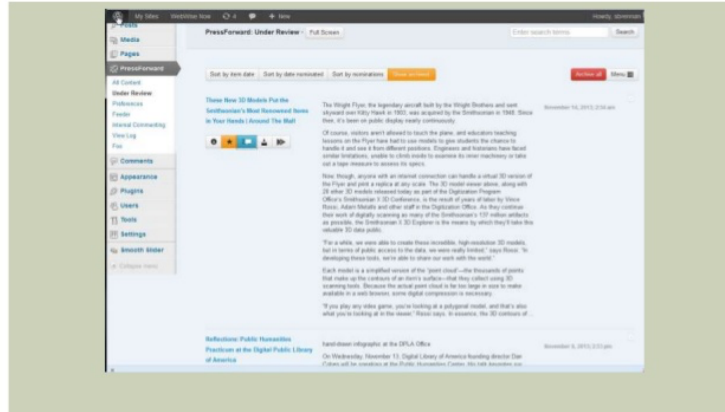 My Sites WebWise Now 4 + New Howdy, sbrennan
Posts
Media
Pages
PressForward
All Content
Under Review
Preferences
Feeder
Internal Commenting
View Log
Foo
Comments
Appearance
Plugins
Users
Tools
Settings
Smooth Slider
Collapse menu
PressForward: Under Review - Full Screen
Enter search terms Search
Sort by item date Sort by date nominated Sort by nominations
Archive all Menu
These New 3D Models Put the
Smithsonian's Most Renowned Items
in Your Hands | Around The Mall
November 14, 2013, 2:34 am
The Wright Flyer, the legendary aircraft built by the Wright Brothers and sent
skyward over Kitty Hawk in 1903, was acquired by the Smithsonian in 1948. Since
then, it's been on public display nearly continuously.
Of course, visitors aren't allowed to touch the plane, and educators teaching
lessons on the Flyer have had to use models to give students the chance to
handle it and see it from different positions. Engineers and historians have faced
similar limitations, unable to climb inside to examine its inner machinery or take
out a tape measure to assess its specs.
Now, though, anyone with an internet connection can handle a virtual 3D version of
the Flyer and print a replica at any scale. The 3D model viewer above, along with
20 other 3D models released today as part of the Digitization Program
Office's Smithsonian X 3D Conference, is the result of years of labor by Vince
Rossi, Adam Metallo and other staff in the Digitization Office. As they continue
their work of digitally scanning as many of the Smithsonian's 137 million artifacts
as possible, the Smithsonian X 3D Explorer is the means by which they'll take this
valuable 3D data public.
"For a while, we were able to create these incredible, high-resolution 3D models,
but in terms of public access to the data, we were really limited," says Rossi. "In
developing these tools, we're able to share our work with the world."
Each model is a simplified version of the "point cloud"—the thousands of points
that make up the contours of an item's surface—that they collect using 3D
scanning tools. Because the actual point cloud is far too large in size to make
available in a web browser, some digital compression is necessary.
"If you play any video game, you're looking at a polygonal model, and that's also
what you're looking at in the viewer," Rossi says. In essence, the 3D contours of ...
Reflections: Public Humanities
Practicum at the Digital Public Library
of America
November 5, 2013, 2:33 pm
hand-drawn infographic at the DPLA Office
On Wednesday, November 13, Digital Library of America founding director Dan
Cohen will be speaking at the Public Humanities Center. His talk